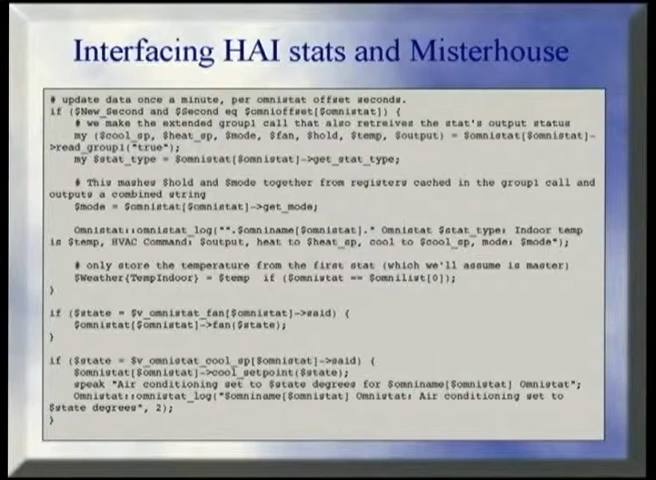 Interfacing HAI stats and Misterhouse
# update data once a minute, per omnistat offset seconds.
if ($New_Second and $Second eq $omnioffset[$omnistat]) {
# we make the extended group1 call that also retreives the stat's output status
my ($cool_sp, $heat_sp, $mode, $fan, $hold, $temp, $output) = $omnistat[$omnistat]-
>read_group1("true");
my $stat_type = $omnistat[$omnistat]->get_stat_type;
# This mashes $hold and $mode together from registers cached in the group1 call and
outputs a combined string
$mode = $omnistat[$omnistat]->get_mode;
Omnistat::omnistat_log("".$omniname[$omnistat]." Omnistat $stat_type: Indoor temp
is $temp, HVAC Command: $output, heat to $heat_sp, cool to $cool_sp, mode: $mode");
# only store the temperature from the first stat (which we'll assume is master)
$Weather{TempIndoor} = $temp if ($omnistat == $omnilist[0]);
}
if ($state = $v_omnistat_fan[$omnistat]->said) {
$omnistat[$omnistat]->fan($state);
}
if ($state = $v_omnistat_cool_sp[$omnistat]->said) {
$omnistat[$omnistat]->cool_setpoint($state);
speak "Air conditioning set to $state degrees for $omniname[$omnistat] Omnistat";
Omnistat::omnistat_log("$omniname[$omnistat] Omnistat: Air conditioning set to
$state degrees", 2);
}